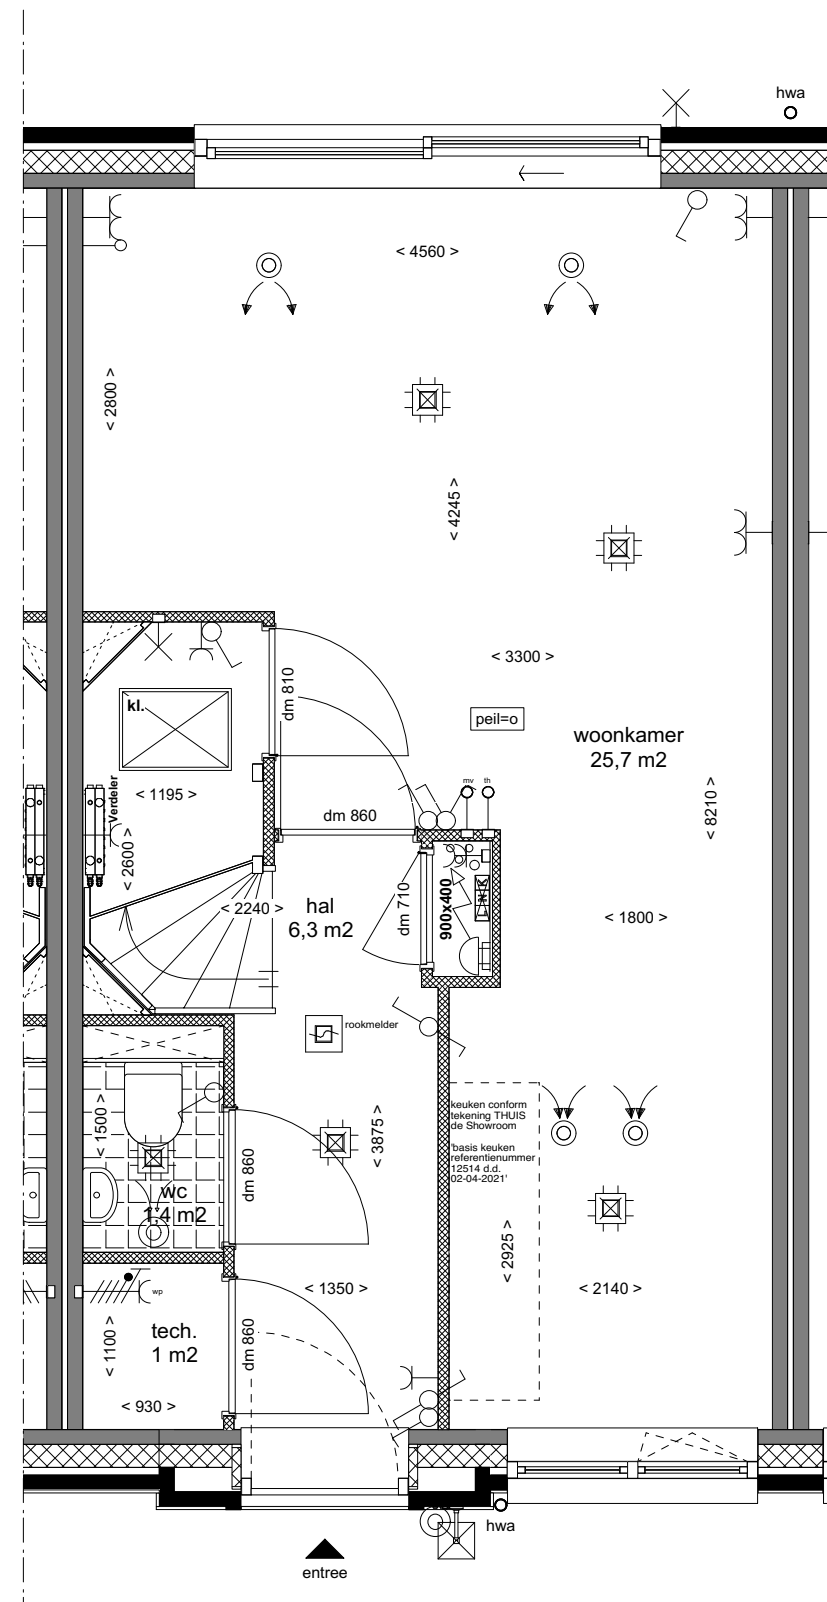 hwa
< 4560 >
< 2800 >
< 4245 >
< 3300 >
dm 810
peil=o
kl.
woonkamer
25,7 m2
mv
th
Verdeler
< 1195 >
dm 860
< 8210 >
< 2600 >
< 2240 >
hal
6,3 m2
dm 710
900x400
< 1800 >
rookmelder
keuken conform
tekening THUIS
de Showroom
'basis keuken
referentienummer
12514 d.d.
02-04-2021'
< 1500 >
< 3875 >
dm 860
wc
1,4 m2
< 2925 >
< 1350 >
< 2140 >
wp
tech.
1 m2
< 1100 >
dm 860
< 930 >
hwa
entree